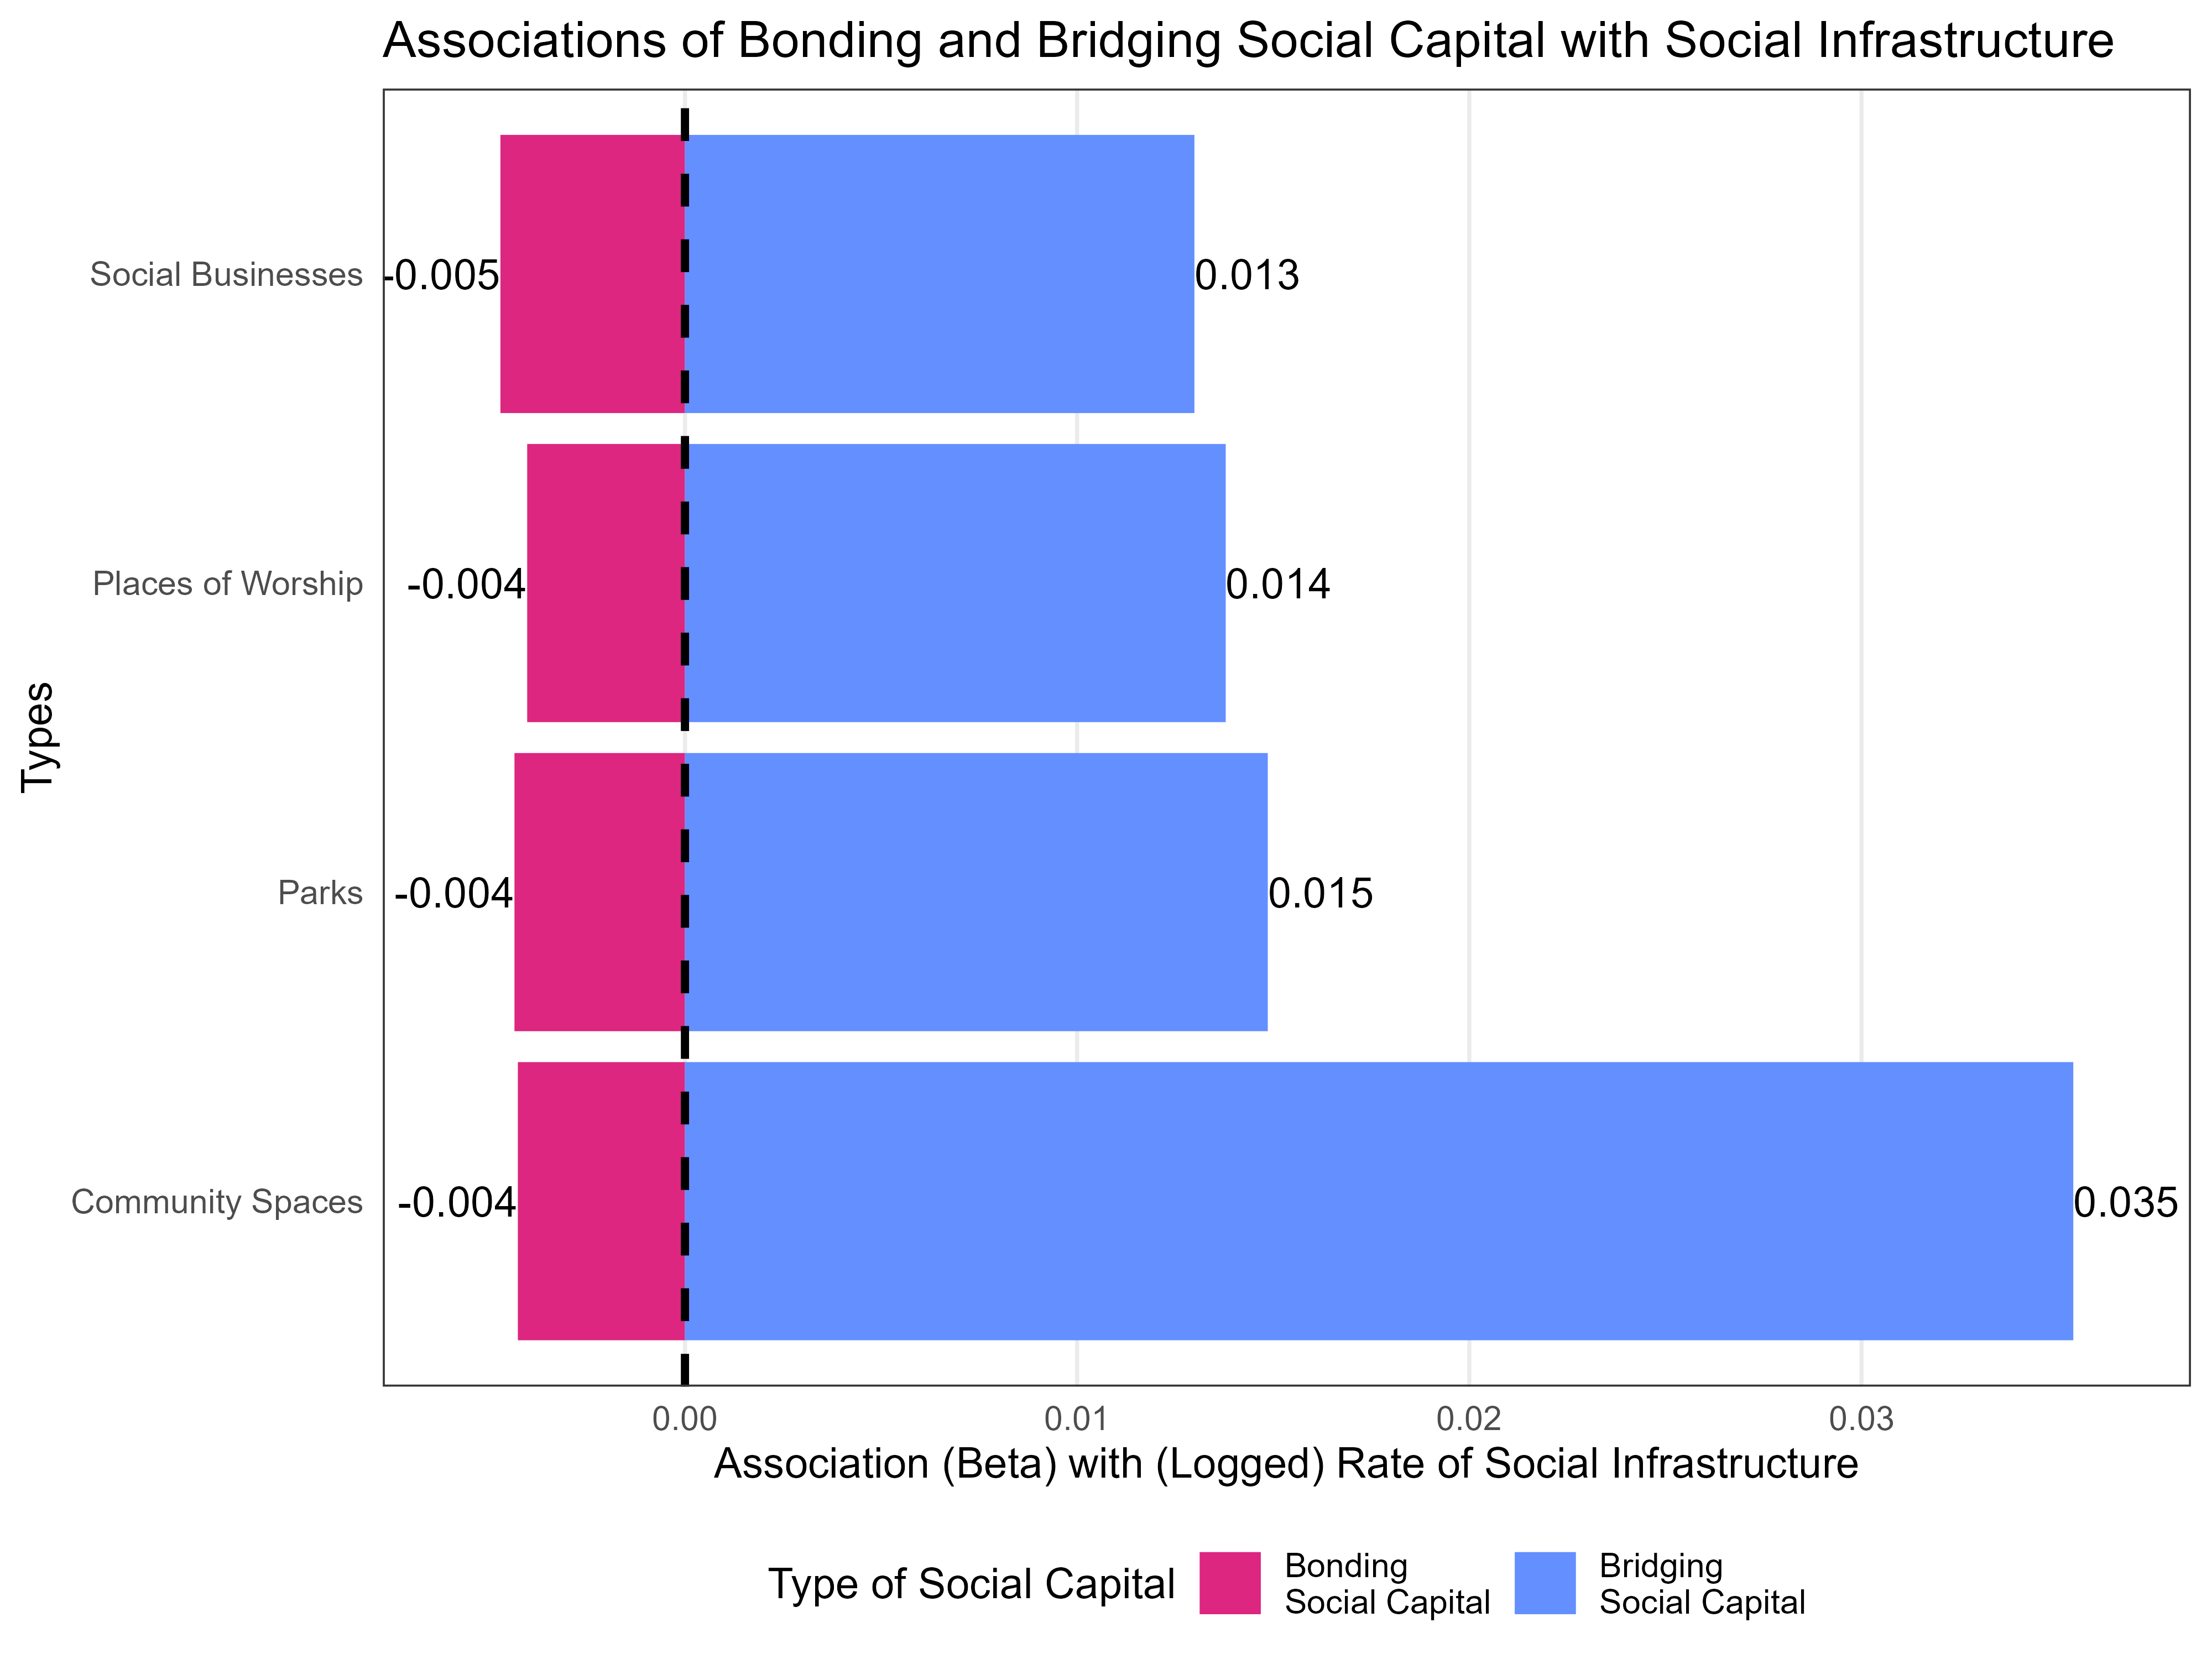 Associations of Bonding and Bridging Social Capital with Social Infrastructure
Social Businesses
-0.005
0.013
Places of Worship
-0.004
0.014
Types
Parks
-0.004
0.015
Community Spaces
-0.004
0.035
0.00
0.01
0.02
0.03
Association (Beta) with (Logged) Rate of Social Infrastructure
Type of Social Capital
Bonding
Social Capital
Bridging
Social Capital